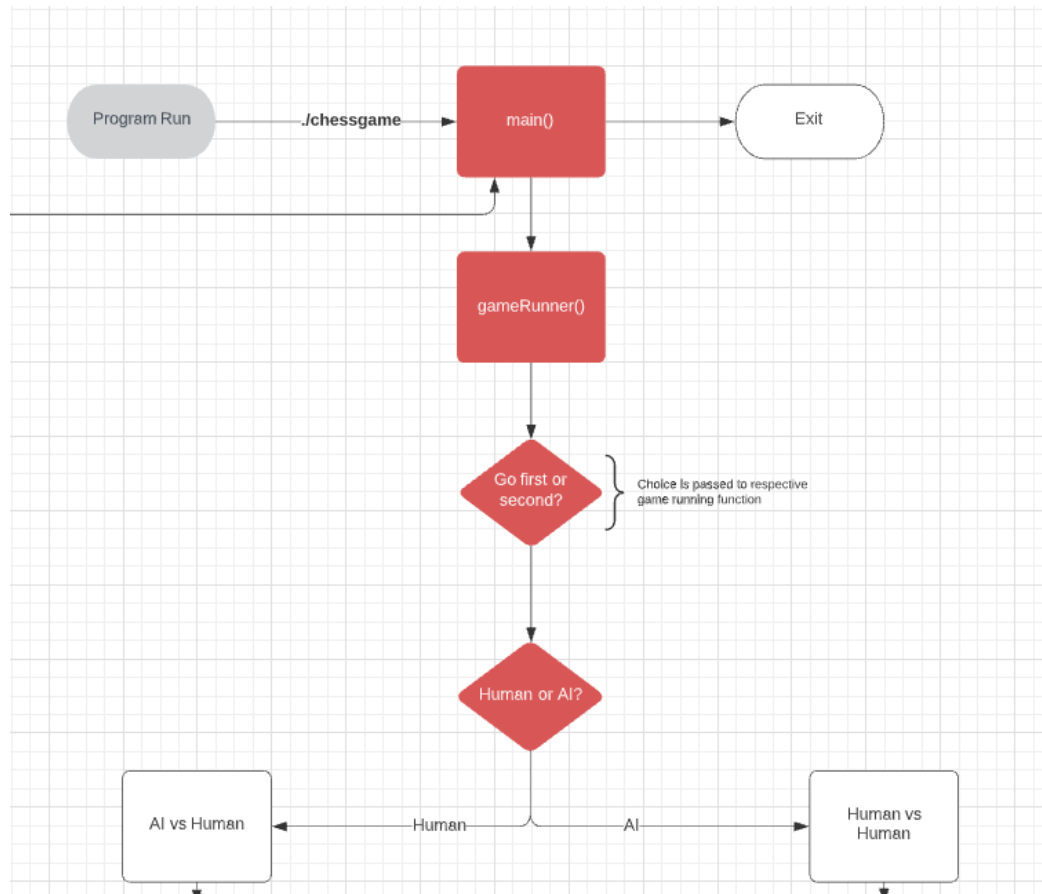 Program Run
./chessgame
main()
Exit
gameRunner()
Go first or
second?
Choice is passed to respective
game running function
Human or AI?
AI vs Human
Human
AI
Human vs
Human